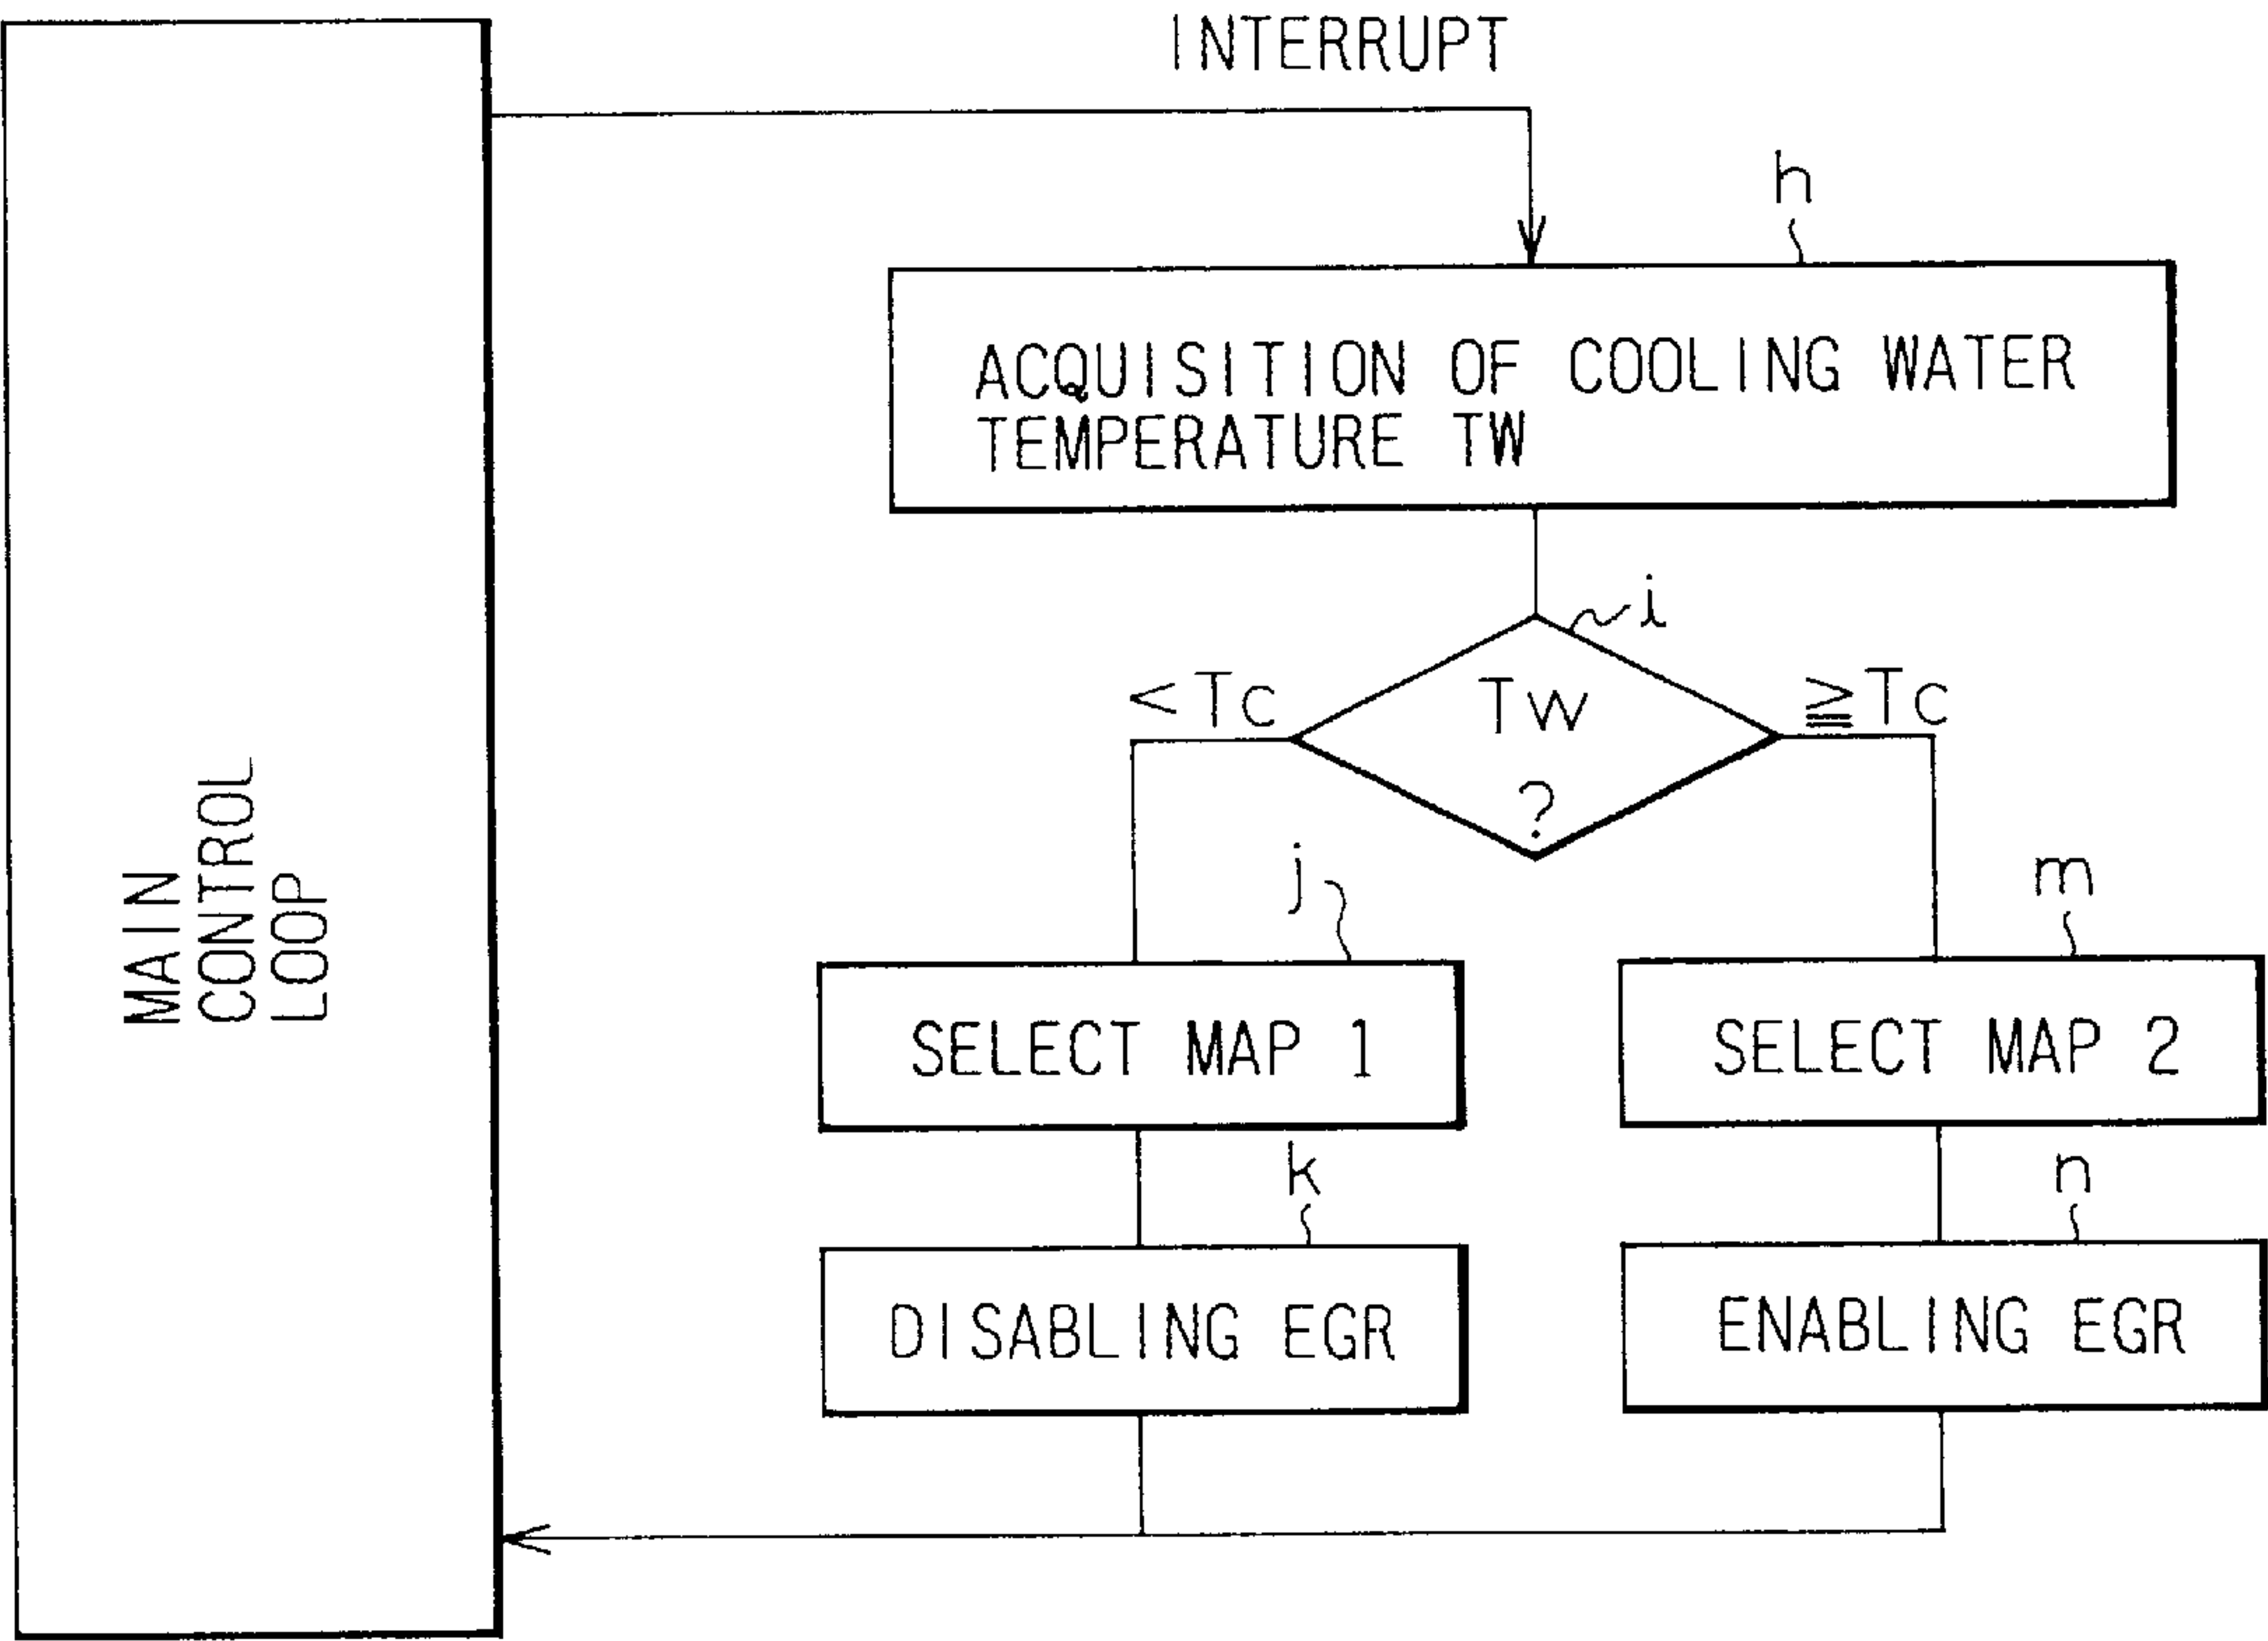 INTERRUPT
h
ACQUISITION OF COOLING WATER
TEMPERATURE TW
i
<Tc
TW
≧Tc
?
MAIN
CONTROL
LOOP
j
m
SELECT MAP 1
SELECT MAP 2
k
n
DISABLING EGR
ENABLING EGR